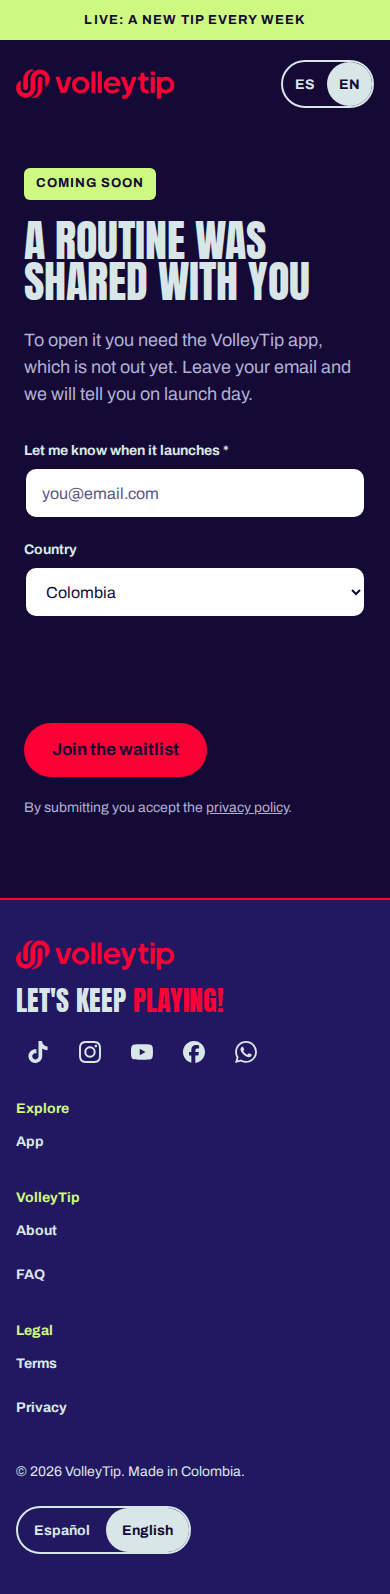 LIVE: A NEW TIP EVERY WEEK
volleytip
ES EN
COMING SOON
A ROUTINE WAS
SHARED WITH YOU
To open it you need the VolleyTip app,
which is not out yet. Leave your email and
we will tell you on launch day.
Let me know when it launches *
you@email.com
Country
Colombia
Join the waitlist
By submitting you accept the privacy policy.
volleytip
LET'S KEEP PLAYING!
Explore
App
VolleyTip
About
FAQ
Legal
Terms
Privacy
© 2026 VolleyTip. Made in Colombia.
Español English